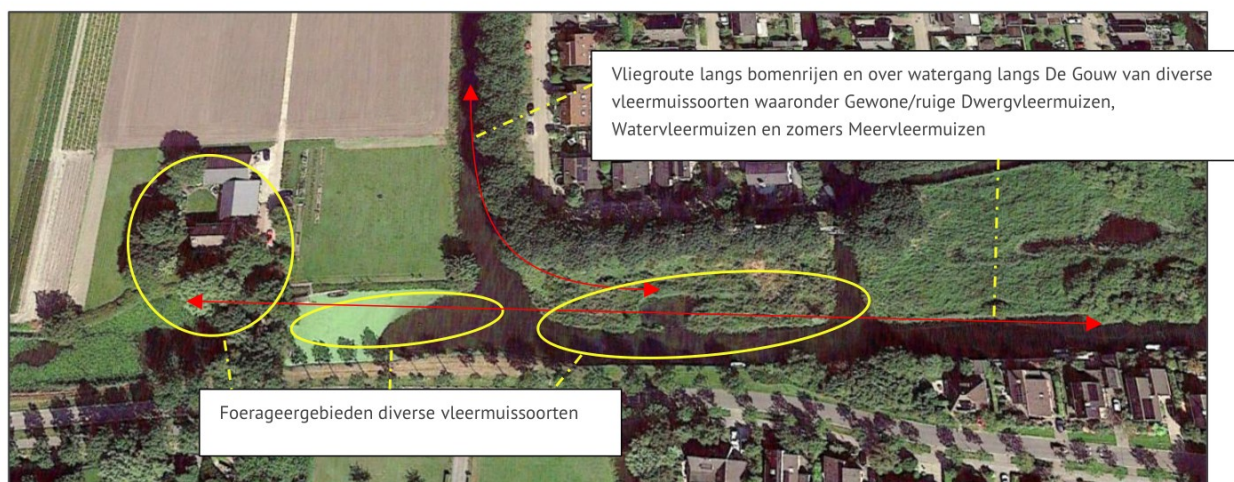 Vliegroute langs bomenrijen en over watergang langs De Gouw van diverse
vleermuissoorten waaronder Gewone/ruige Dwergvleermuizen,
Watervleermuizen en zomers Meervleermuizen
Foerageergebieden diverse vleermuissoorten